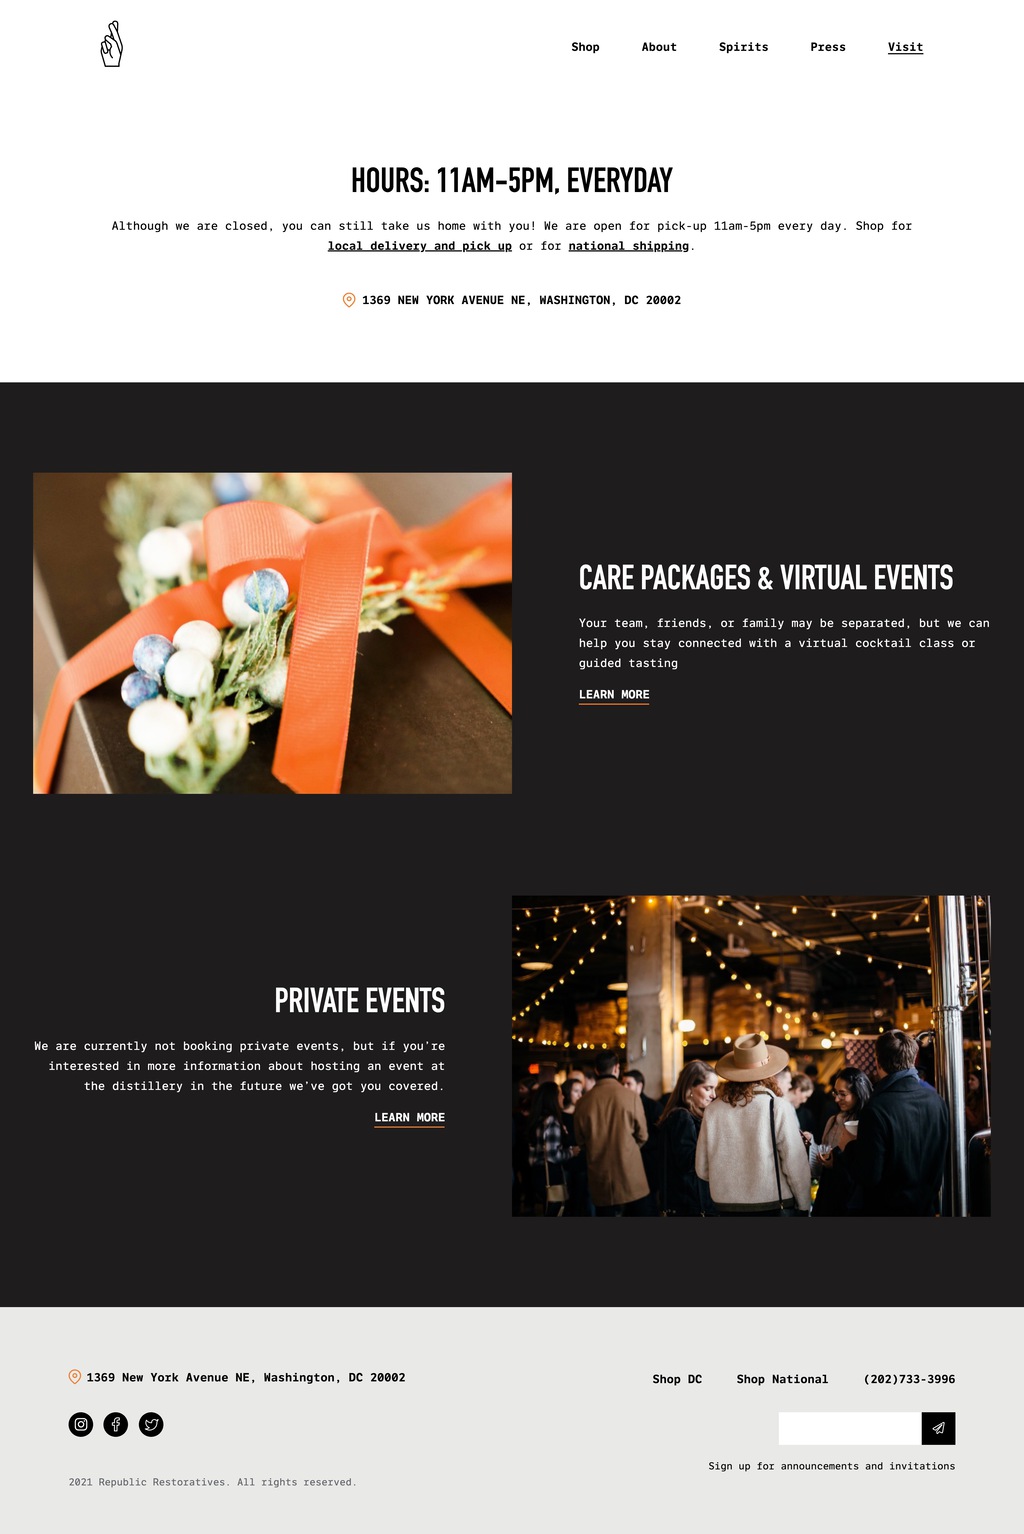 Shop About Spirits Press Visit
HOURS: 11AM-5PM, EVERYDAY
Although we are closed, you can still take us home with you! We are open for pick-up 11am-5pm every day. Shop for
local delivery and pick up or for national shipping.
1369 NEW YORK AVENUE NE, WASHINGTON, DC 20002
CARE PACKAGES & VIRTUAL EVENTS
Your team, friends, or family may be separated, but we can
help you stay connected with a virtual cocktail class or
guided tasting
LEARN MORE
PRIVATE EVENTS
We are currently not booking private events, but if you're
interested in more information about hosting an event at
the distillery in the future we've got you covered.
LEARN MORE
1369 New York Avenue NE, Washington, DC 20002
Shop DC Shop National (202)733-3996
Sign up for announcements and invitations
2021 Republic Restoratives. All rights reserved.